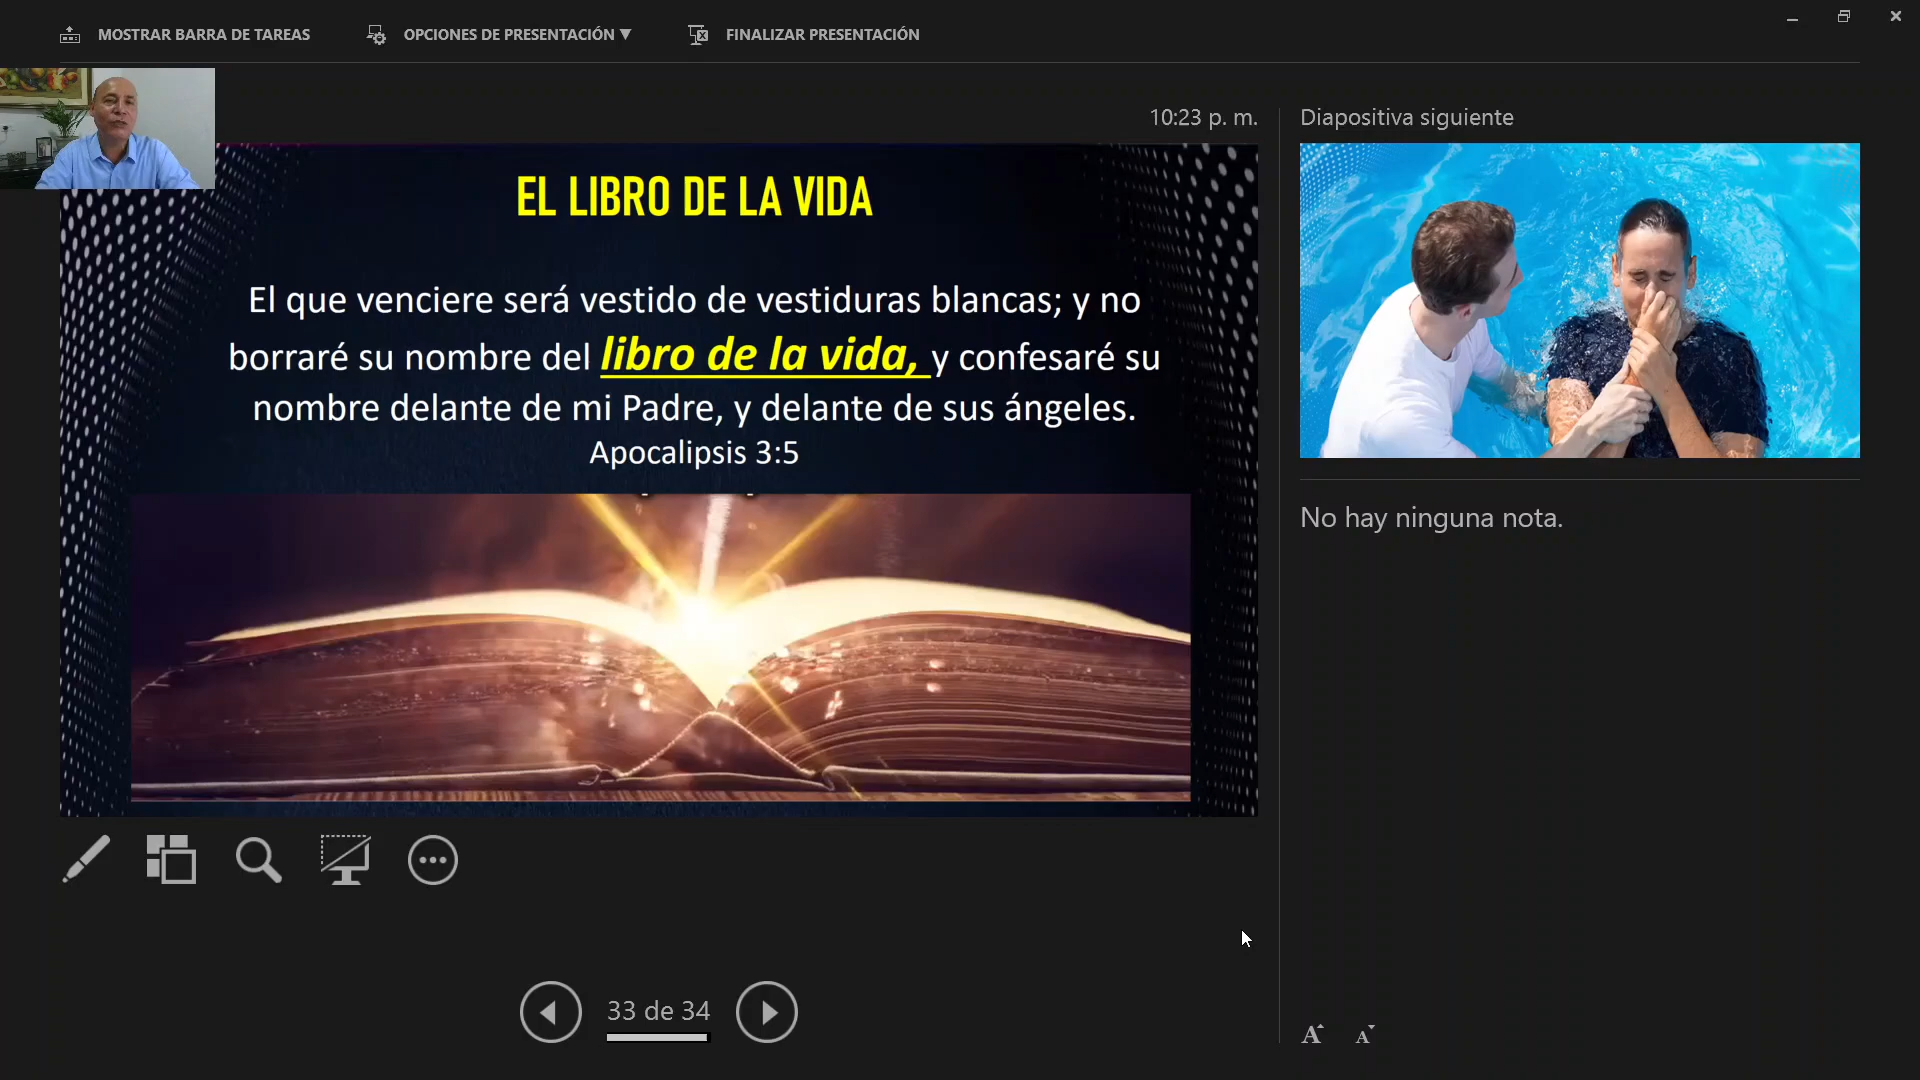 MOSTRAR BARRA DE TAREAS
OPCIONES DE PRESENTACIÓN ▼
FINALIZAR PRESENTACIÓN
10:23 p. m.
EL LIBRO DE LA VIDA
El que venciere será vestido de vestiduras blancas; y no
borraré su nombre del libro de la vida, y confesaré su
nombre delante de mi Padre, y delante de sus ángeles.
Apocalipsis 3:5
33 de 34
Diapositiva siguiente
No hay ninguna nota.
A A